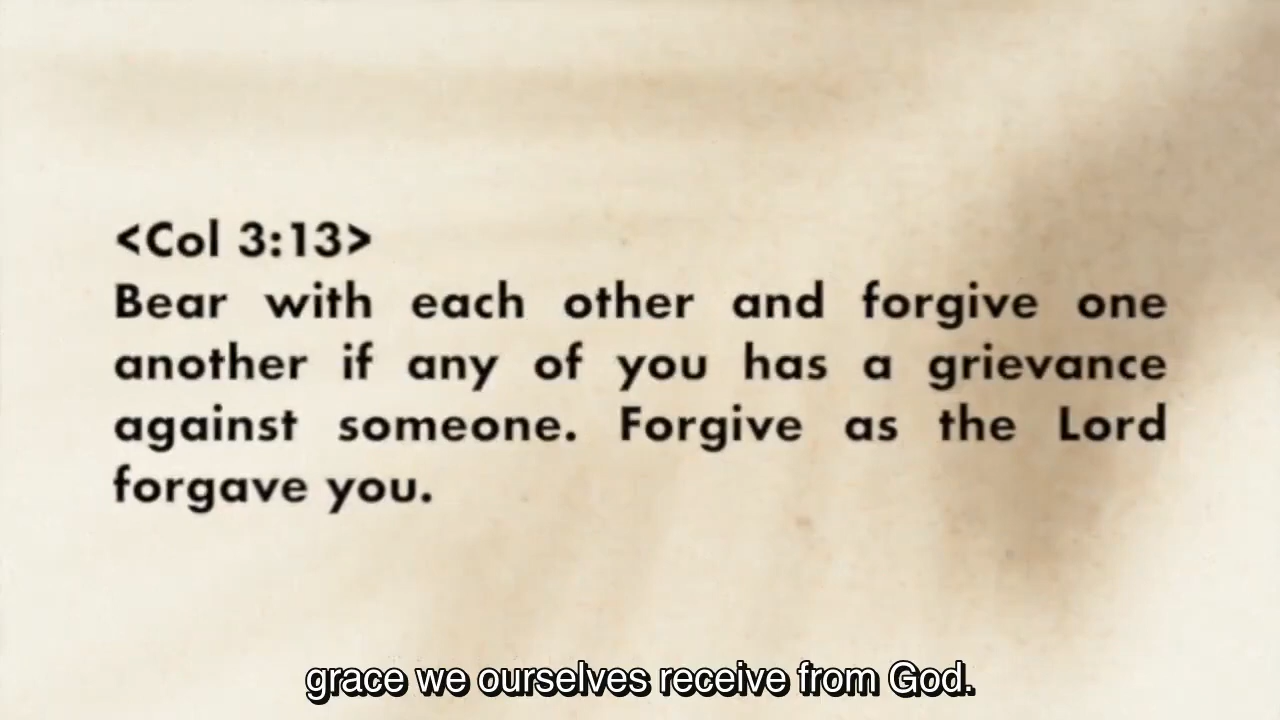 <Col 3:13>
Bear with each other and forgive one
another if any of you has a grievance
against someone. Forgive as the Lord
forgave you.
grace we ourselves receive from God.